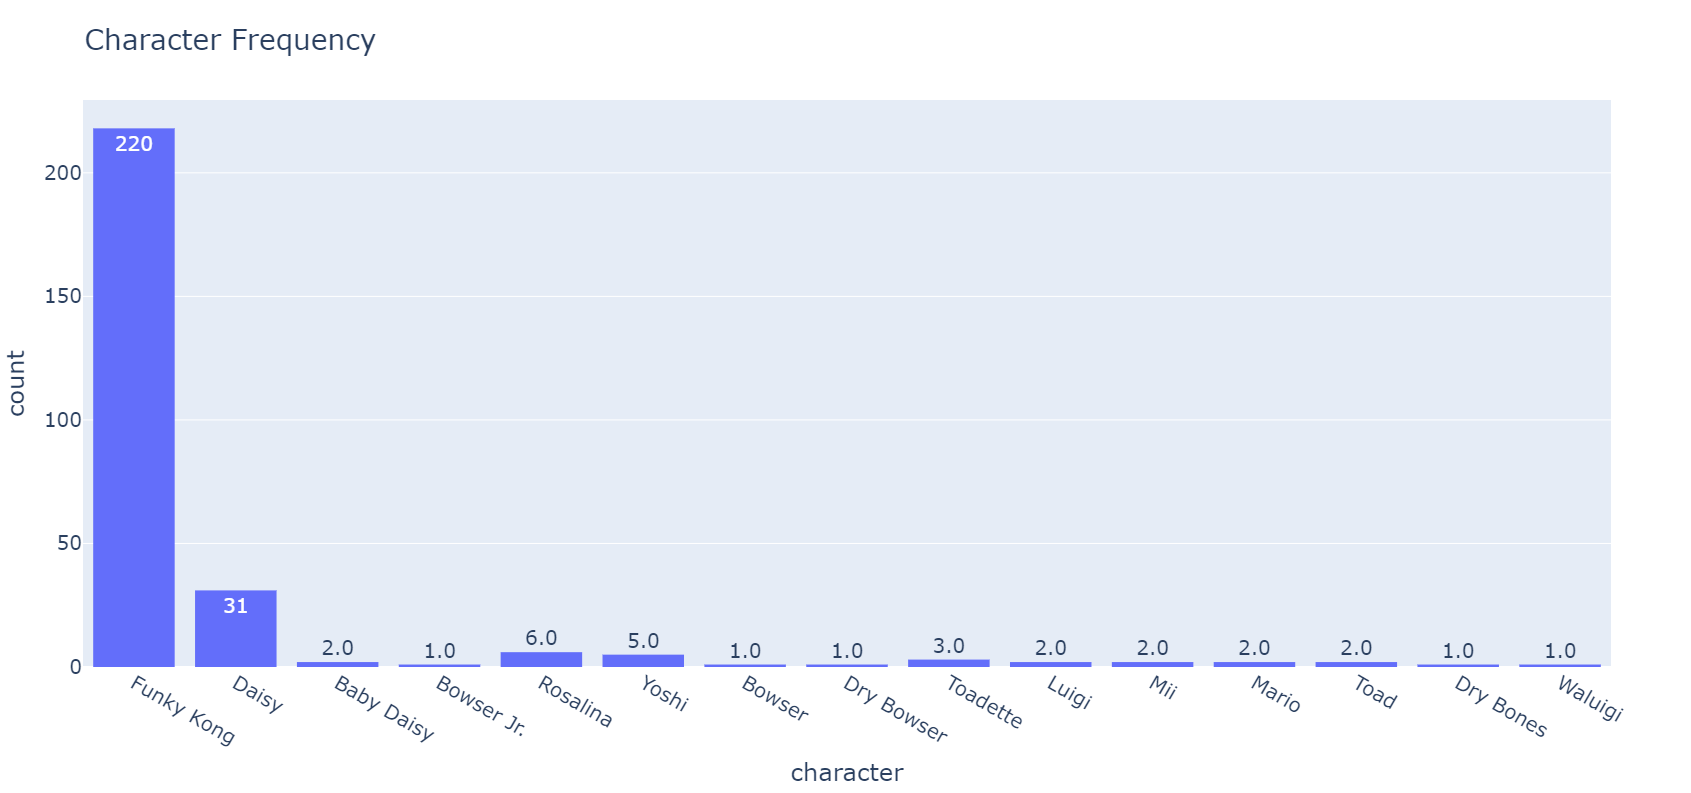 Character Frequency
count
200
150
100
50
0
220
31
2.0
1.0
6.0
5.0
1.0
1.0
3.0
2.0
2.0
2.0
2.0
1.0
1.0
Funky Kong
Daisy
Baby Daisy
Bowser Jr.
Rosalina
Yoshi
Bowser
Dry Bowser
Toadette
Luigi
Mii
Mario
Toad
Dry Bones
Waluigi
character